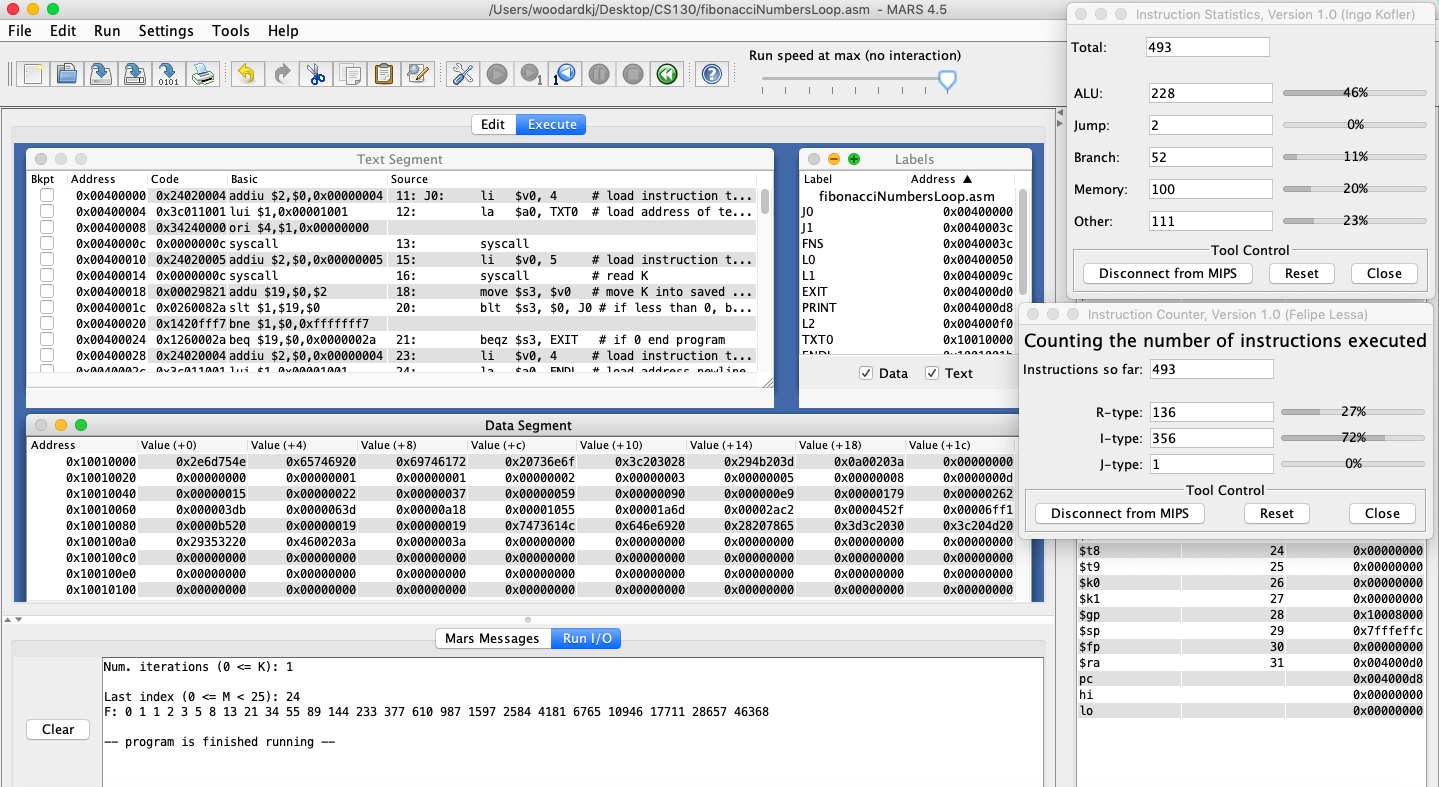 /Users/woodardkj/Desktop/CS130/fibonacciNumbersLoop.asm - MARS 4.5
File Edit Run Settings Tools Help
Run speed at max (no interaction)
Edit Execute
Text Segment
Bkpt Address Code Basic Source
0x00400000 0x24020004 addiu $2,$0,0x00000004 11: J0: li $v0, 4 # load instruction t...
0x00400004 0x3c011001 lui $1,0x00001001 12: la $a0, TXT0 # load address of te...
0x00400008 0x34240000 ori $4,$1,0x00000000
0x0040000c 0x0000000c syscall 13: syscall
0x00400010 0x24020005 addiu $2,$0,0x00000005 15: li $v0, 5 # load instruction t...
0x00400014 0x0000000c syscall 16: syscall # read K
0x00400018 0x00029821 addu $19,$0,$2 18: move $s3, $v0 # move K into saved ...
0x0040001c 0x0260082a slt $1,$19,$0 20: blt $s3, $0, J0 # if less than 0, b...
0x00400020 0x1420fff7 bne $1,$0,0xfffffff7
0x00400024 0x1260002a beq $19,$0,0x0000002a 21: beqz $s3, EXIT # if 0 end program
0x00400028 0x24020004 addiu $2,$0,0x00000004 23: li $v0, 4 # load instruction t...
0x0040002c 0x3c011001 lui $1,0x00001001 24: la $a0, ENDL # load address newline
Labels
Label Address ▲
fibonacciNumbersLoop.asm
J0 0x00400000
J1 0x0040003c
FNS 0x0040003c
L0 0x00400050
L1 0x0040009c
EXIT 0x004000d0
PRINT 0x004000d8
L2 0x004000f0
TXT0 0x10010000
ENDL 0x1001001b
Data Text
Data Segment
Address Value (+0) Value (+4) Value (+8) Value (+c) Value (+10) Value (+14) Value (+18) Value (+1c)
0x10010000 0x2e6d754e 0x65746920 0x69746172 0x20736e6f 0x3c203028 0x294b203d 0x0a00203a 0x00000000
0x10010020 0x00000000 0x00000001 0x00000001 0x00000002 0x00000003 0x00000005 0x00000008 0x0000000d
0x10010040 0x00000015 0x00000022 0x00000037 0x00000059 0x00000090 0x000000e9 0x00000179 0x00000262
0x10010060 0x000003db 0x0000063d 0x00000a18 0x00001055 0x00001a6d 0x00002ac2 0x0000452f 0x00006ff1
0x10010080 0x0000b520 0x00000019 0x00000019 0x7473614c 0x646e6920 0x28207865 0x3d3c2030 0x3c204d20
0x100100a0 0x29353220 0x4600203a 0x0000003a 0x00000000 0x00000000 0x00000000 0x00000000 0x00000000
0x100100c0 0x00000000 0x00000000 0x00000000 0x00000000 0x00000000 0x00000000 0x00000000 0x00000000
0x100100e0 0x00000000 0x00000000 0x00000000 0x00000000 0x00000000 0x00000000 0x00000000 0x00000000
0x10010100 0x00000000 0x00000000 0x00000000 0x00000000 0x00000000 0x00000000 0x00000000 0x00000000
Mars Messages Run I/O
Clear
Num. iterations (0 <= K): 1
Last index (0 <= M < 25): 24
F: 0 1 1 2 3 5 8 13 21 34 55 89 144 233 377 610 987 1597 2584 4181 6765 10946 17711 28657 46368
-- program is finished running --
Instruction Statistics, Version 1.0 (Ingo Kofler)
Total: 493
ALU: 228 46%
Jump: 2 0%
Branch: 52 11%
Memory: 100 20%
Other: 111 23%
Tool Control
Disconnect from MIPS Reset Close
Instruction Counter, Version 1.0 (Felipe Lessa)
Counting the number of instructions executed
Instructions so far: 493
R-type: 136 27%
I-type: 356 72%
J-type: 1 0%
Tool Control
Disconnect from MIPS Reset Close
$t8 24 0x00000000
$t9 25 0x00000000
$k0 26 0x00000000
$k1 27 0x00000000
$gp 28 0x10008000
$sp 29 0x7fffeffc
$fp 30 0x00000000
$ra 31 0x004000d0
pc 0x004000d8
hi 0x00000000
lo 0x00000000